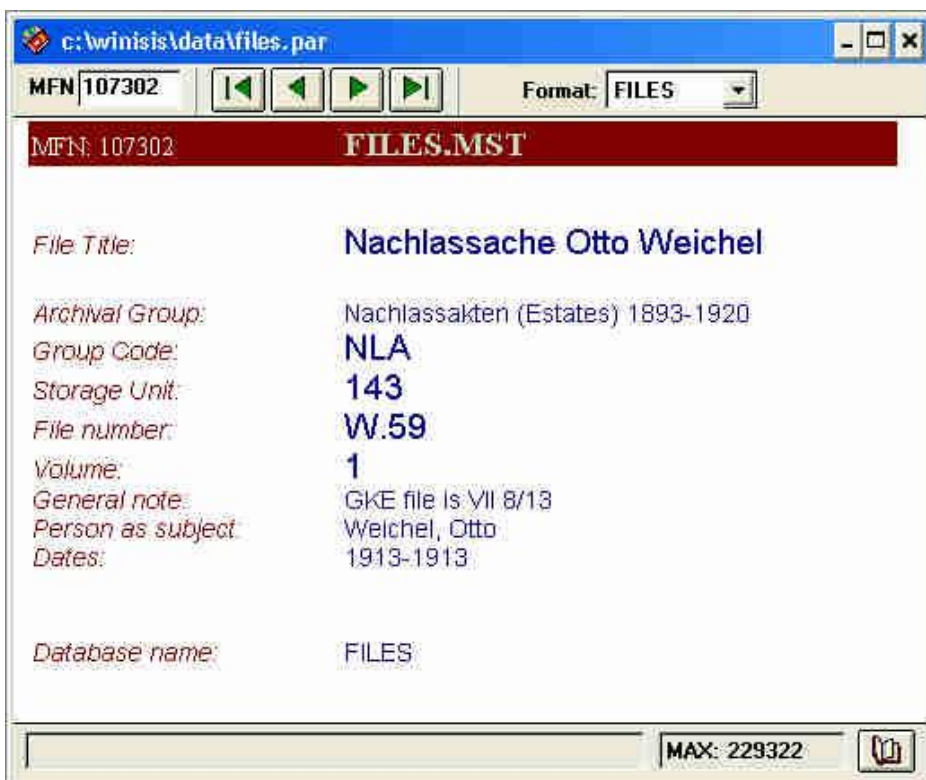 c:\winisis\data\files.par
MFN 107302 Format: FILES
MFN: 107302 FILES.MST
File Title: Nachlassache Otto Weichel
Archival Group: Nachlassakten (Estates) 1893-1920
Group Code: NLA
Storage Unit: 143
File number: W.59
Volume: 1
General note: GKE file is VII 8/13
Person as subject: Weichel, Otto
Dates: 1913-1913
Database name: FILES
MAX: 229322